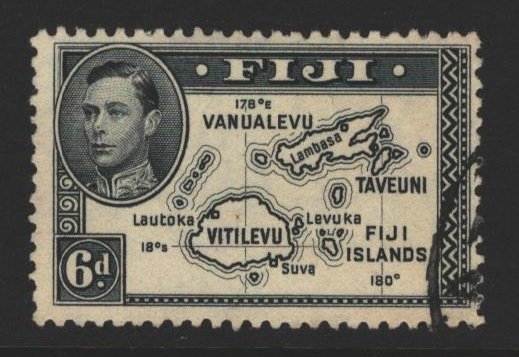 · FIJI ·
178°E
VANUALEVU
Lambasa
TAVEUNI
Lautoka
Levuka
VITILEVU
FIJI
18°S
ISLANDS
Suva
180°
6d.